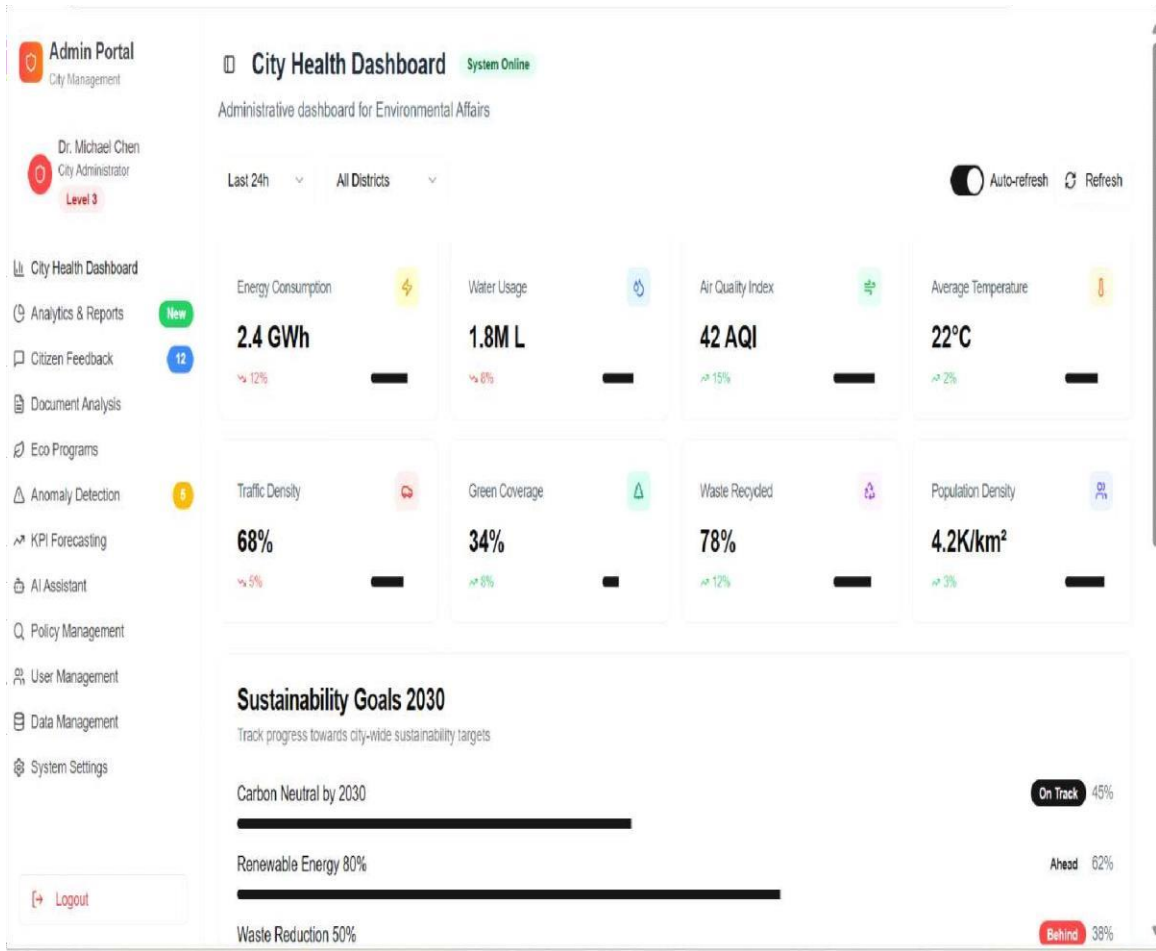 Admin Portal
City Management
Dr. Michael Chen
City Administrator
Level 3
City Health Dashboard
Analytics & Reports New
Citizen Feedback 12
Document Analysis
Eco Programs
Anomaly Detection
KPI Forecasting
AI Assistant
Policy Management
User Management
Data Management
System Settings
Logout
City Health Dashboard System Online
Administrative dashboard for Environmental Affairs
Last 24h All Districts Auto-refresh Refresh
Energy Consumption
2.4 GWh
12%
Water Usage
1.8M L
8%
Air Quality Index
42 AQI
15%
Average Temperature
22°C
2%
Traffic Density
68%
5%
Green Coverage
34%
8%
Waste Recycled
78%
12%
Population Density
4.2K/km²
3%
Sustainability Goals 2030
Track progress towards city-wide sustainability targets
Carbon Neutral by 2030 On Track 45%
Renewable Energy 80% Ahead 62%
Waste Reduction 50% Behind 38%